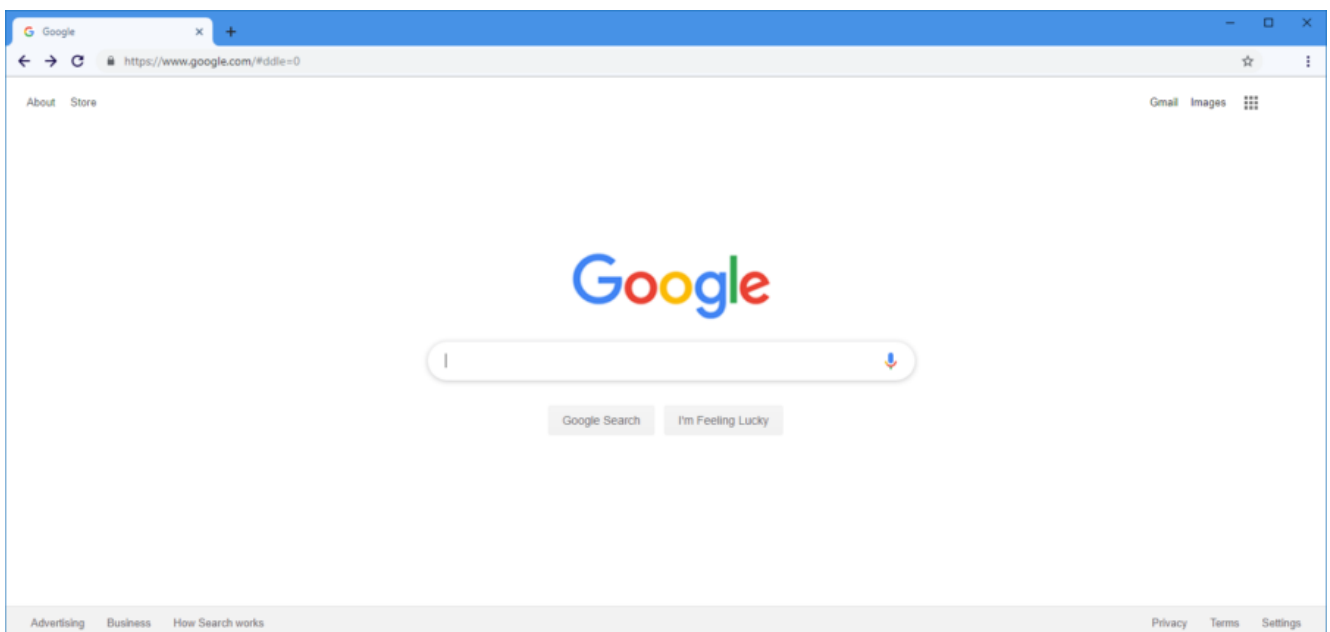 G Google
https://www.google.com/#ddle=0
About Store Gmail Images
Google
Google Search I'm Feeling Lucky
Advertising Business How Search works Privacy Terms Settings